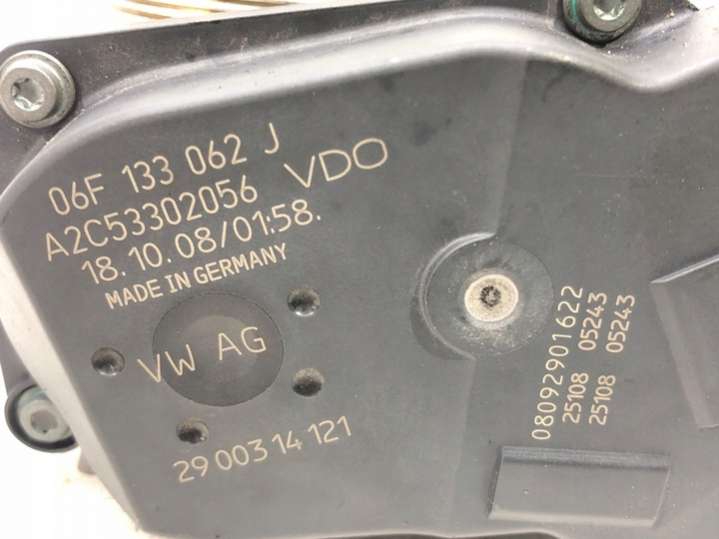 06F 133 062 J
A2C53302056 VDO
18.10.08/01:58.
MADE IN GERMANY
VW AG
29 003 14 121
08092901622
25108 05243
25108 05243